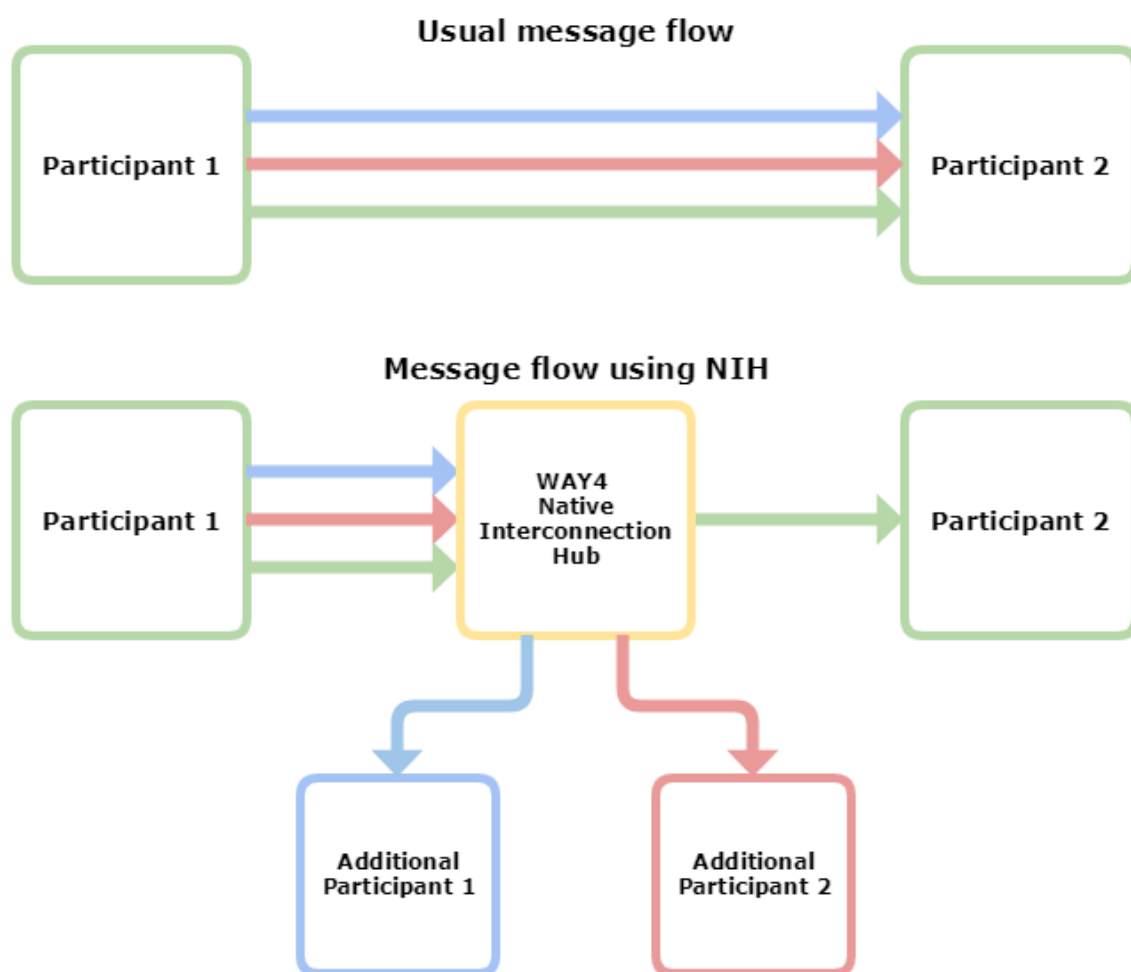 Usual message flow
Participant 1
Participant 2
Message flow using NIH
Participant 1
WAY4
Native
Interconnection
Hub
Participant 2
Additional
Participant 1
Additional
Participant 2